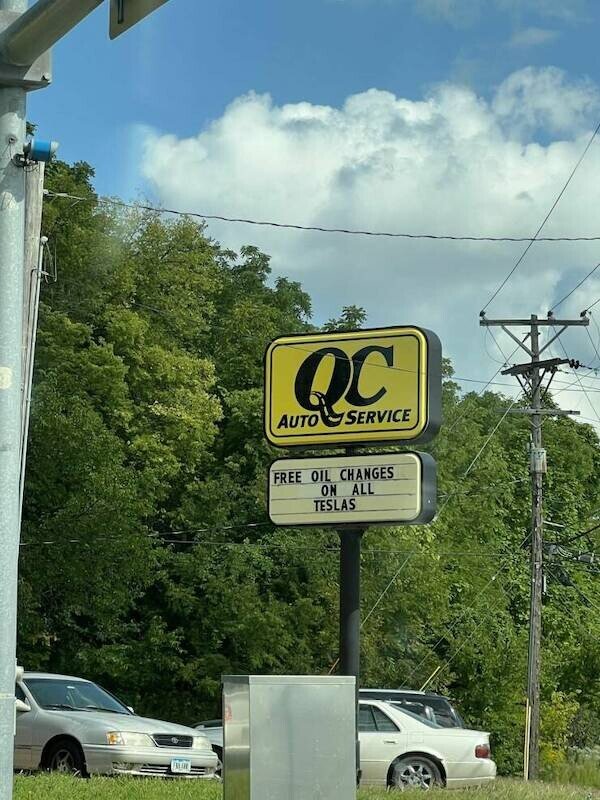 QC
AUTO SERVICE
FREE OIL CHANGES
ON ALL
TESLAS